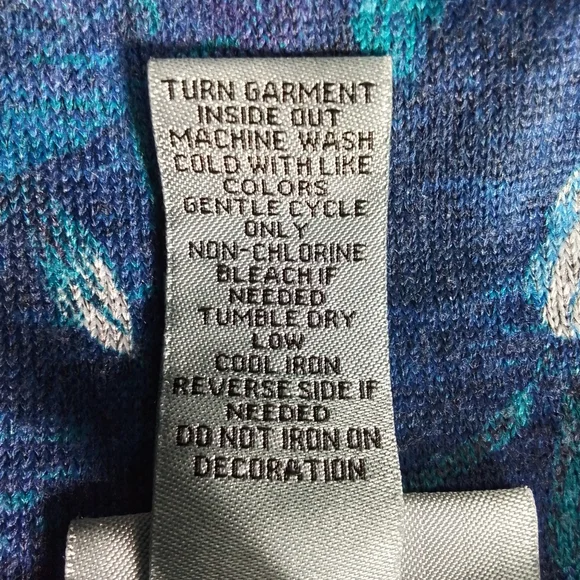 TURN GARMENT
INSIDE OUT
MACHINE WASH
COLD WITH LIKE
COLORS
GENTLE CYCLE
ONLY
NON-CHLORINE
BLEACH IF
NEEDED
TUMBLE DRY
LOW
COOL IRON
REVERSE SIDE IF
NEEDED
DO NOT IRON ON
DECORATION